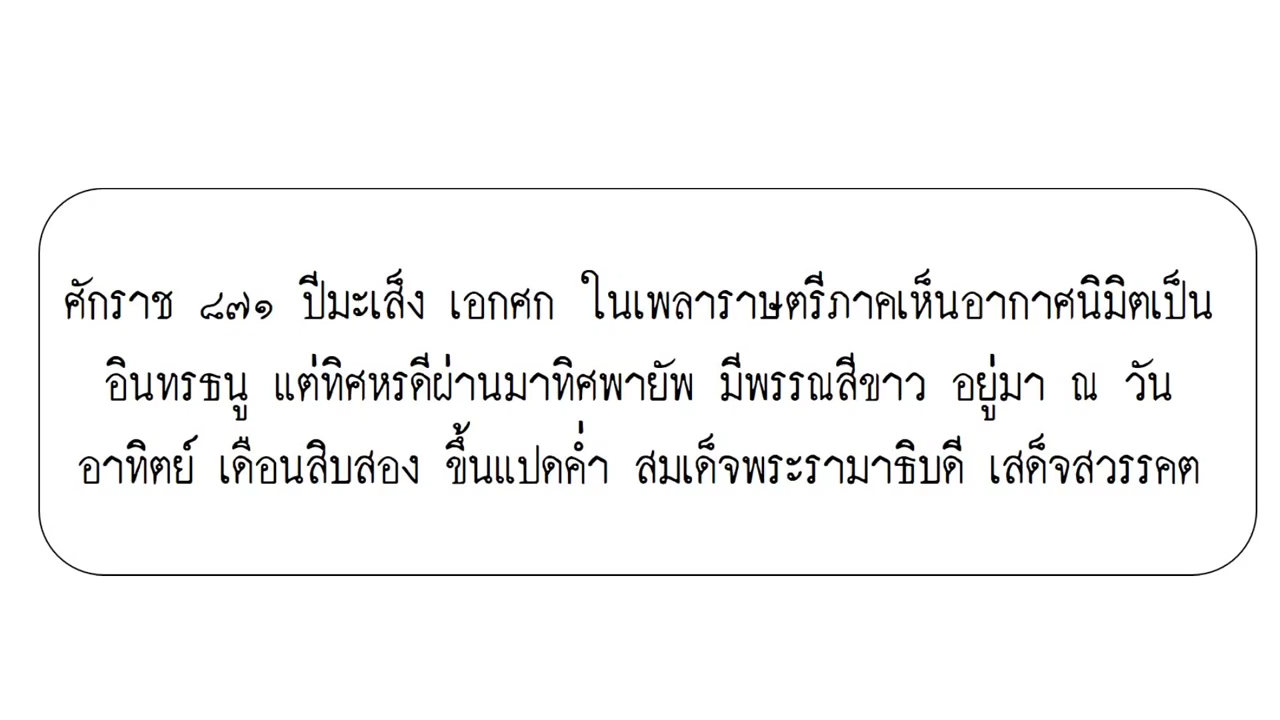 ศักราช ๘๗๑ ปีมะเส็ง เอกศก ในเพลาราษตรีภาคเห็นอากาศนิมิตเป็น
อินทรธนู แต่ทิศหรดีผ่านมาทิศพายัพ มีพรรณสีขาว อยู่มา ณ วัน
อาทิตย์ เดือนสิบสอง ขึ้นแปดค่ำ สมเด็จพระรามาธิบดี เสด็จสวรรคต